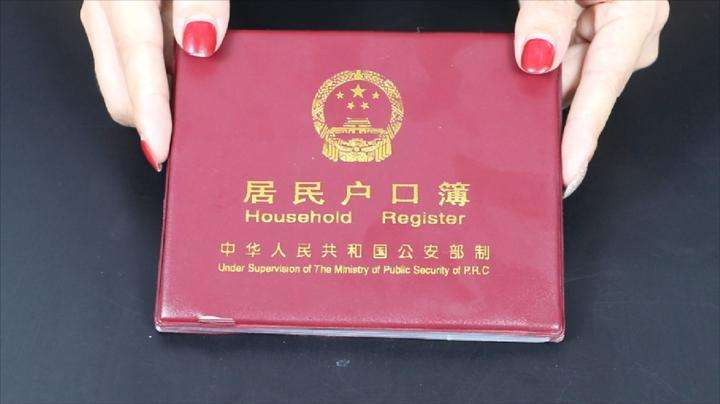 居民户口簿
Household Register
中华人民共和国公安部制
Under Supervision of The Ministry of Public Security of P.R.C